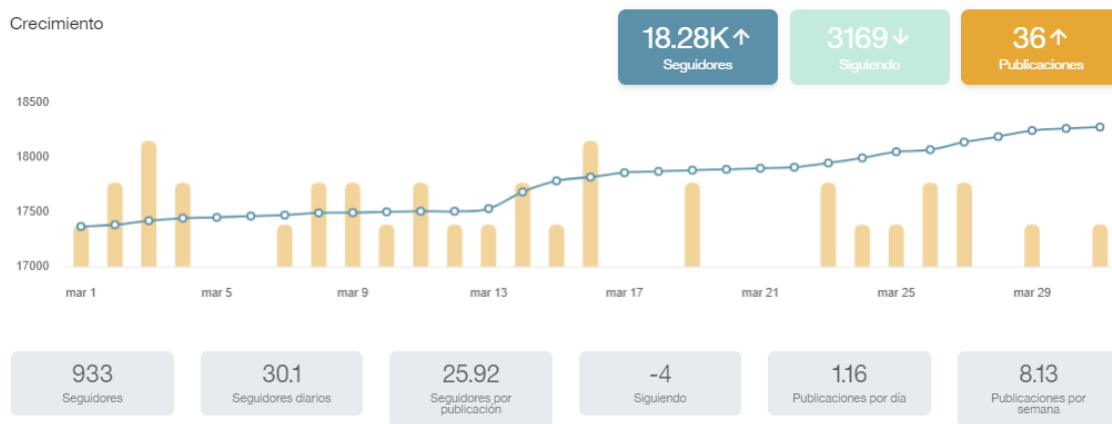 Crecimiento
18.28K↑
Seguidores
3169↓
Siguiendo
36↑
Publicaciones
18500
18000
17500
17000
mar 1
mar 5
mar 9
mar 13
mar 17
mar 21
mar 25
mar 29
933
Seguidores
30.1
Seguidores diarios
25.92
Seguidores por
publicación
-4
Siguiendo
1.16
Publicaciones por día
8.13
Publicaciones por
semana